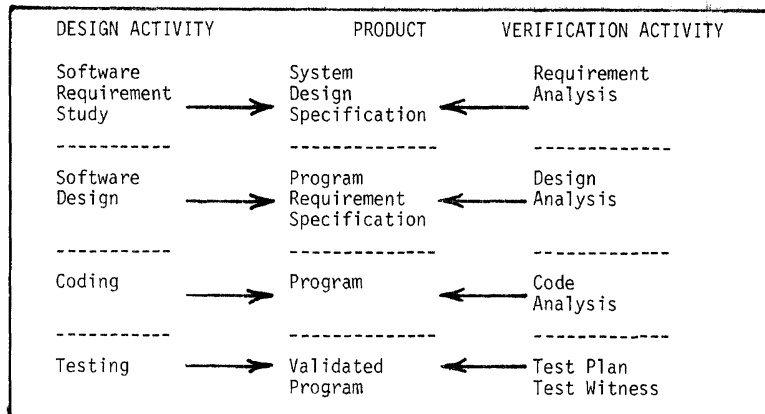 DESIGN ACTIVITY PRODUCT VERIFICATION ACTIVITY
Software System Requirement
Requirement Design Analysis
Study Specification
----------- -------------- -------------
Software Program Design
Design Requirement Analysis
Specification
----------- -------------- -------------
Coding Program Code
Analysis
----------- -------------- -------------
Testing Validated Test Plan
Program Test Witness